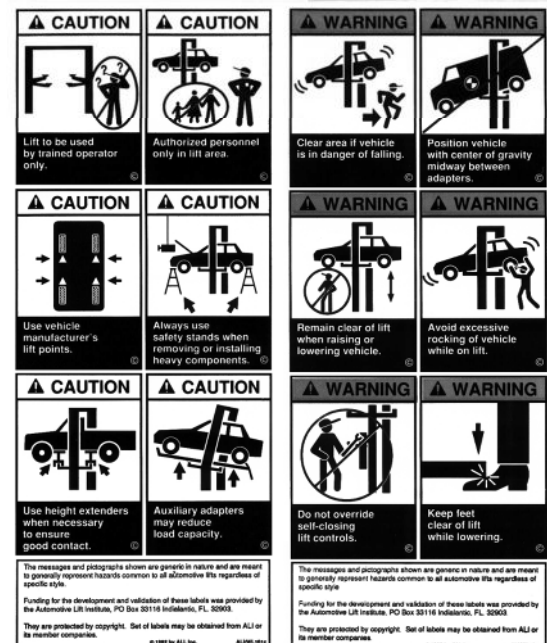 CAUTION
Lift to be used
by trained operator
only.
©
CAUTION
Authorized personnel
only in lift area.
©
CAUTION
Use vehicle
manufacturer's
lift points.
©
CAUTION
Always use
safety stands when
removing or installing
heavy components.
©
CAUTION
Use height extenders
when necessary
to ensure
good contact.
©
CAUTION
Auxiliary adapters
may reduce
load capacity.
©
The messages and pictographs shown are generic in nature and are meant
to generally represent hazards common to all automotive lifts regardless of
specific style.
Funding for the development and validation of these labels was provided by
the Automotive Lift Institute, PO Box 33116 Indialantic, FL. 32903.
They are protected by copyright. Set of labels may be obtained from ALI or
its member companies.
by ALI, Inc.
WARNING
Clear area if vehicle
is in danger of falling.
©
WARNING
Position vehicle
with center of gravity
midway between
adapters.
©
WARNING
Remain clear of lift
when raising or
lowering vehicle.
©
WARNING
Avoid excessive
rocking of vehicle
while on lift.
©
WARNING
Do not override
self-closing
lift controls.
©
WARNING
Keep feet
clear of lift
while lowering.
©
The messages and pictographs shown are generic in nature and are meant
to generally represent hazards common to all automotive lifts regardless of
specific style
Funding for the development and validation of these labels was provided by
the Automotive Lift Institute, PO Box 33116 Indialantic, FL. 32903.
They are protected by copyright. Set of labels may be obtained from ALI or
its member companies.